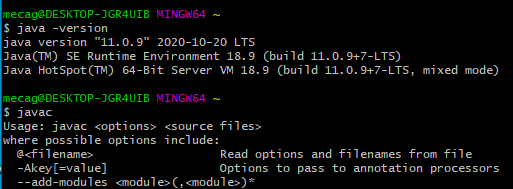 mecag@DESKTOP-JGR4UIB MINGW64 ~
$ java -version
java version "11.0.9" 2020-10-20 LTS
Java(TM) SE Runtime Environment 18.9 (build 11.0.9+7-LTS)
Java HotSpot(TM) 64-Bit Server VM 18.9 (build 11.0.9+7-LTS, mixed mode)
mecag@DESKTOP-JGR4UIB MINGW64 ~
$ javac
Usage: javac <options> <source files>
where possible options include:
@<filename> Read options and filenames from file
-Akey[=value] Options to pass to annotation processors
--add-modules <module>(,<module>)*